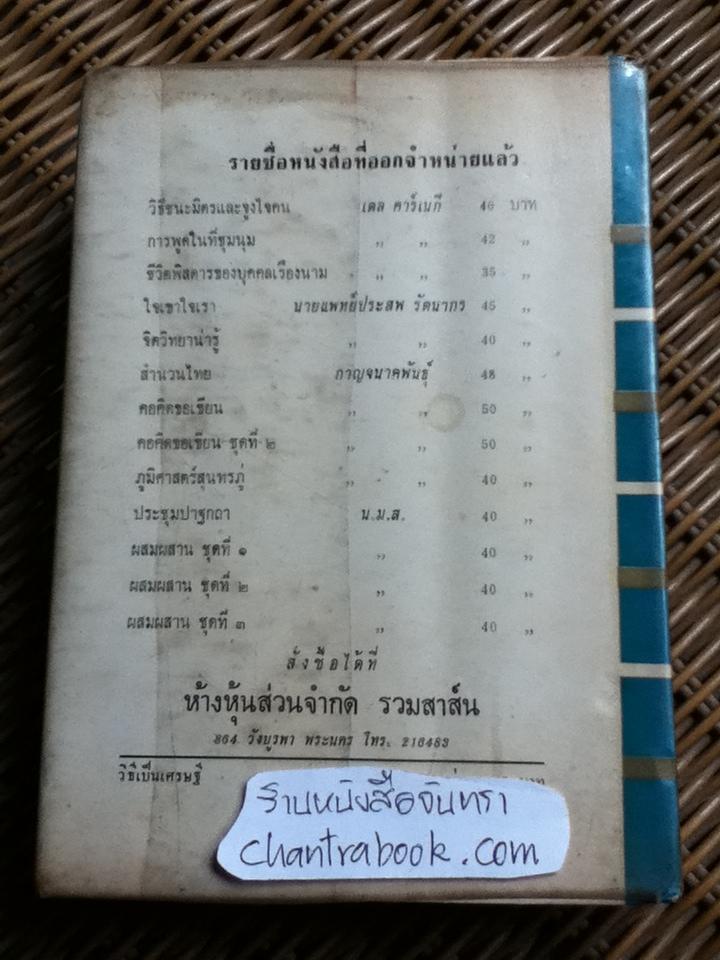 รายชื่อหนังสือที่ออกจำหน่ายแล้ว
วิธีชนะมิตรและจูงใจคน เดล คาร์เนกี 40 บาท
การพูดในที่ชุมนุม ,, ,, 42 ,,
ชีวิตพิสดารของบุคคลเรืองนาม ,, ,, 35 ,,
ใจเขาใจเรา นายแพทย์ประสพ รัตนากร 45 ,,
จิตวิทยาน่ารู้ ,, ,, 40 ,,
สำนวนไทย กาญจนาคพันธุ์ 48 ,,
คอคิดขอเขียน ,, ,, 50 ,,
คอคิดขอเขียน ชุดที่ ๒ ,, ,, 50 ,,
ภูมิศาสตร์สุนทรภู่ ,, ,, 40 ,,
ประชุมปาฐกถา น.ม.ส. 40 ,,
ผสมผสาน ชุดที่ ๑ ,, 40 ,,
ผสมผสาน ชุดที่ ๒ ,, 40 ,,
ผสมผสาน ชุดที่ ๓ ,, 40 ,,
สั่งซื้อได้ที่
ห้างหุ้นส่วนจำกัด รวมสาส์น
864 วังบูรพา พระนคร โทร. 216483
วิธีเป็นเศรษฐี
ร้านหนังสือจันทรา
chantrabook.com